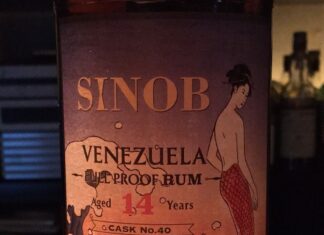 SINOB
VENEZUELA
FULL PROOF RUM
Aged 14 Years
CASK No.40